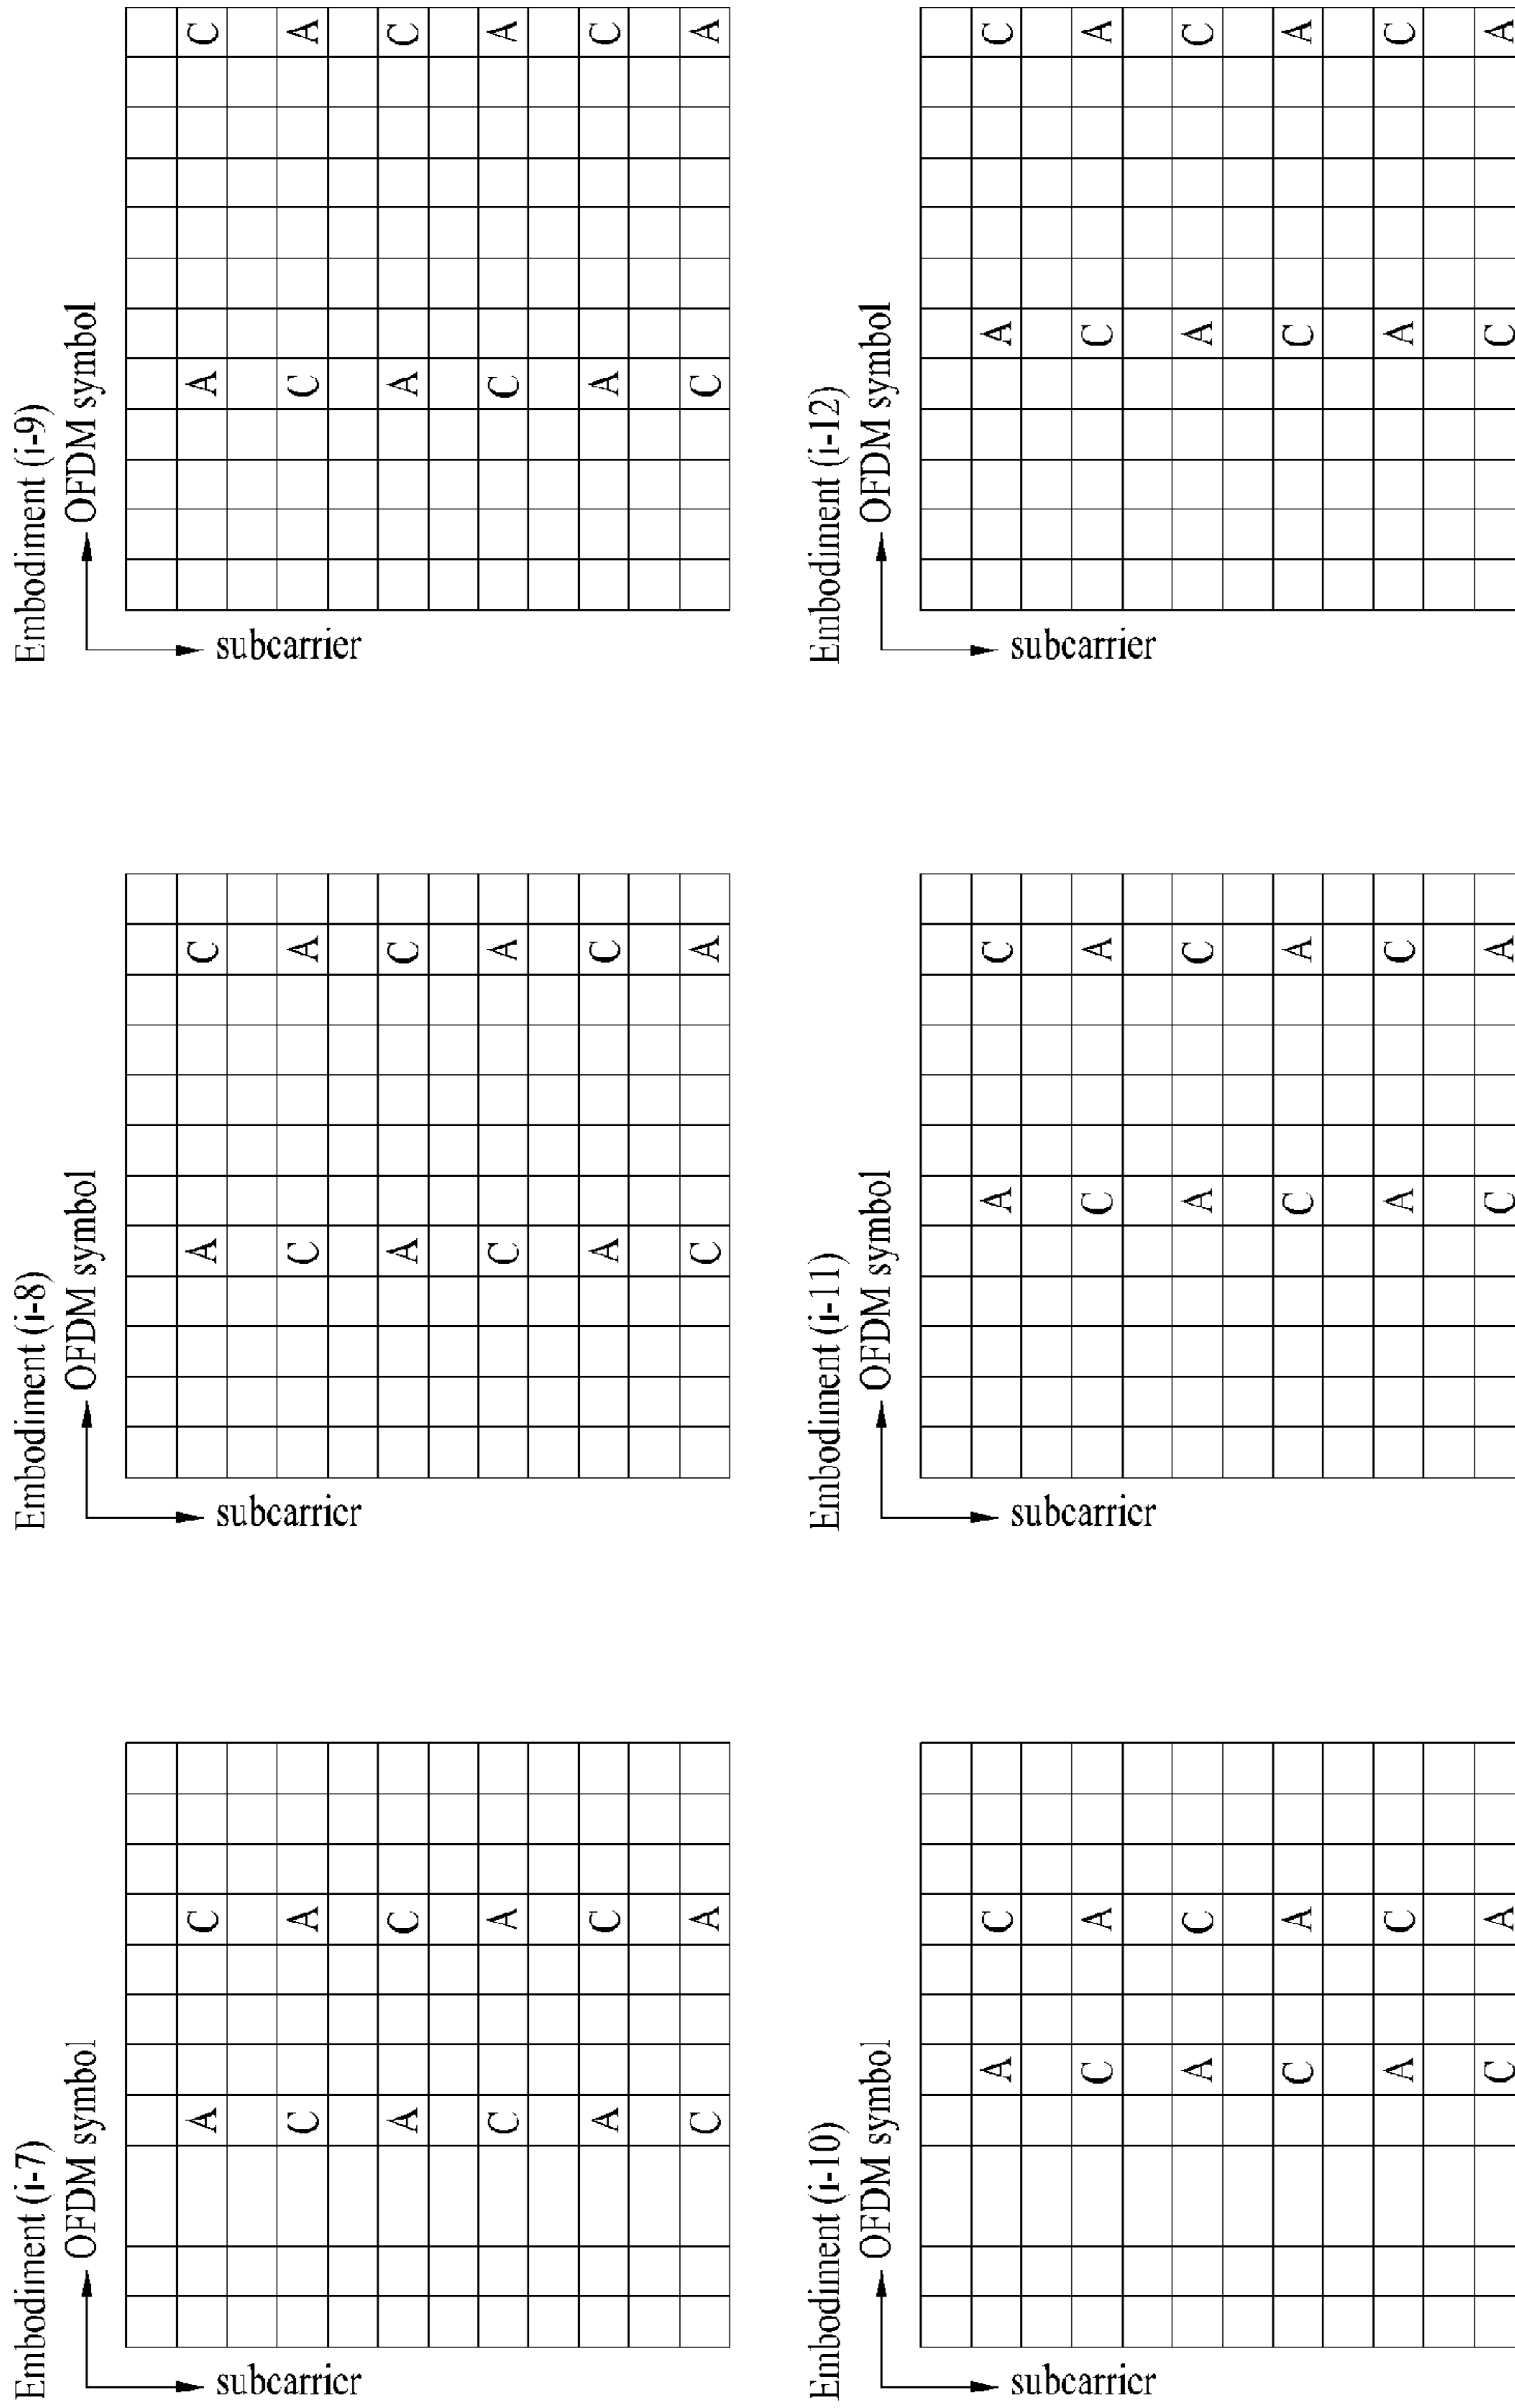 Embodiment (i-7)
OFDM symbol
subcarrier
A C
C A
A C
C A
A C
C A
Embodiment (i-8)
OFDM symbol
subcarrier
A C
C A
A C
C A
A C
C A
Embodiment (i-9)
OFDM symbol
subcarrier
A C
C A
A C
C A
A C
C A
Embodiment (i-10)
OFDM symbol
subcarrier
A C
C A
A C
C A
A C
C A
Embodiment (i-11)
OFDM symbol
subcarrier
A C
C A
A C
C A
A C
C A
Embodiment (i-12)
OFDM symbol
subcarrier
A C
C A
A C
C A
A C
C A